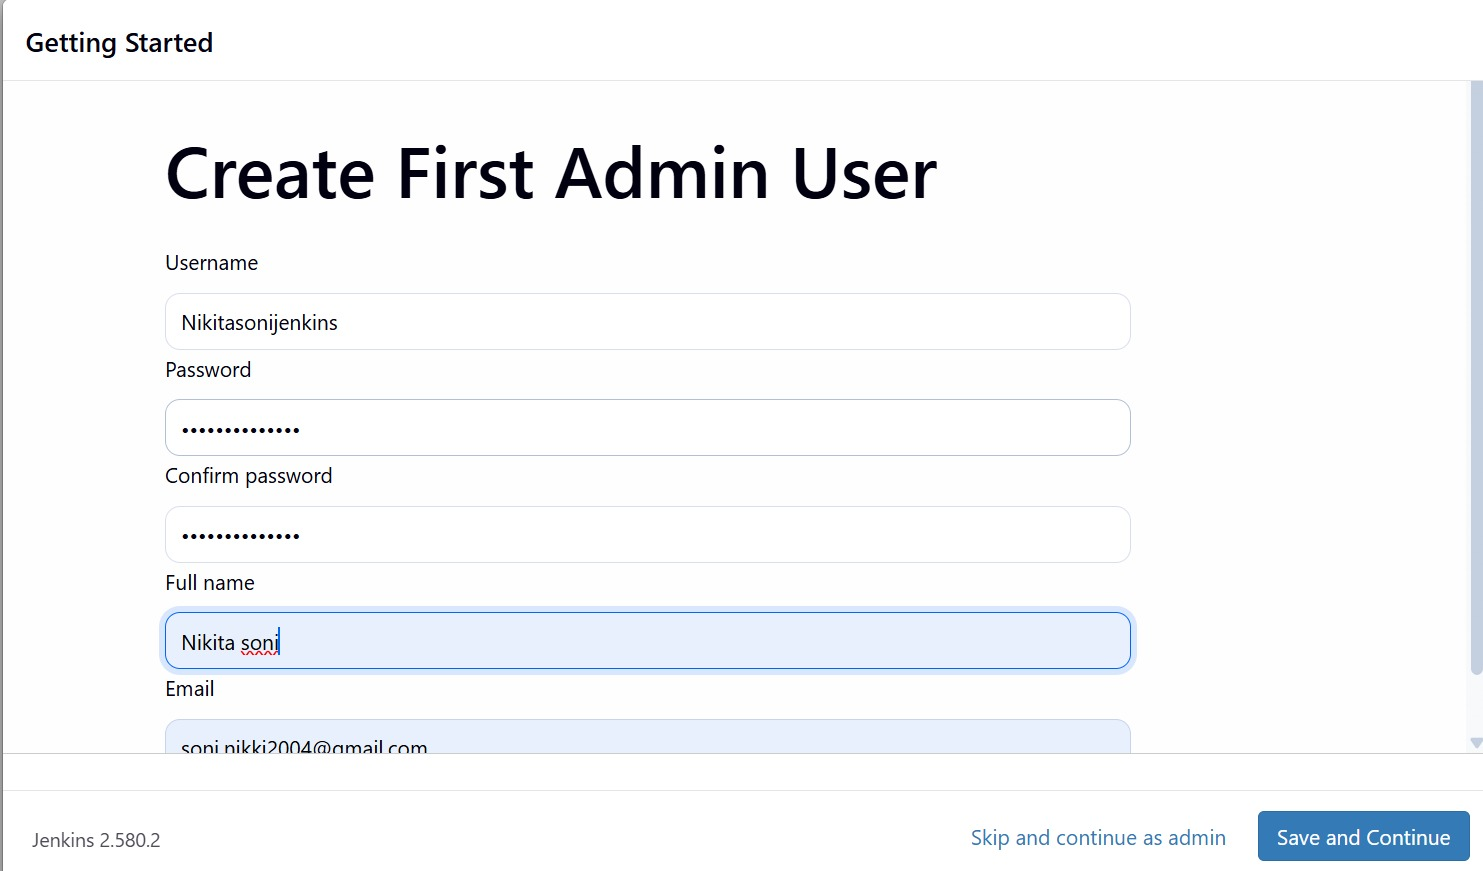 Getting Started
Create First Admin User
Username
Nikitasonijenkins
Password
••••••••••••••
Confirm password
••••••••••••••
Full name
Nikita soni
Email
soni.nikki2004@gmail.com
Jenkins 2.580.2
Skip and continue as admin
Save and Continue